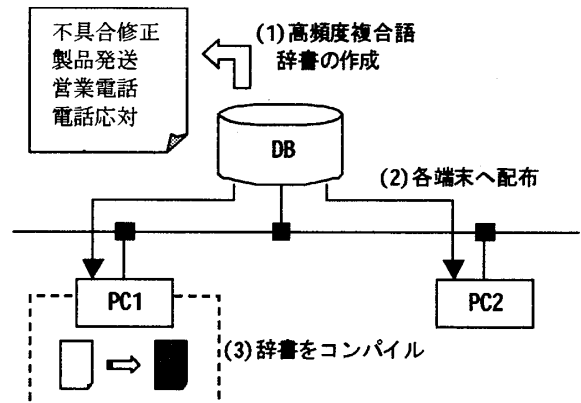 不具合修正
製品発送
営業電話
電話応対
(1)高頻度複合語
辞書の作成
DB
(2)各端末へ配布
PC1
PC2
(3)辞書をコンパイル